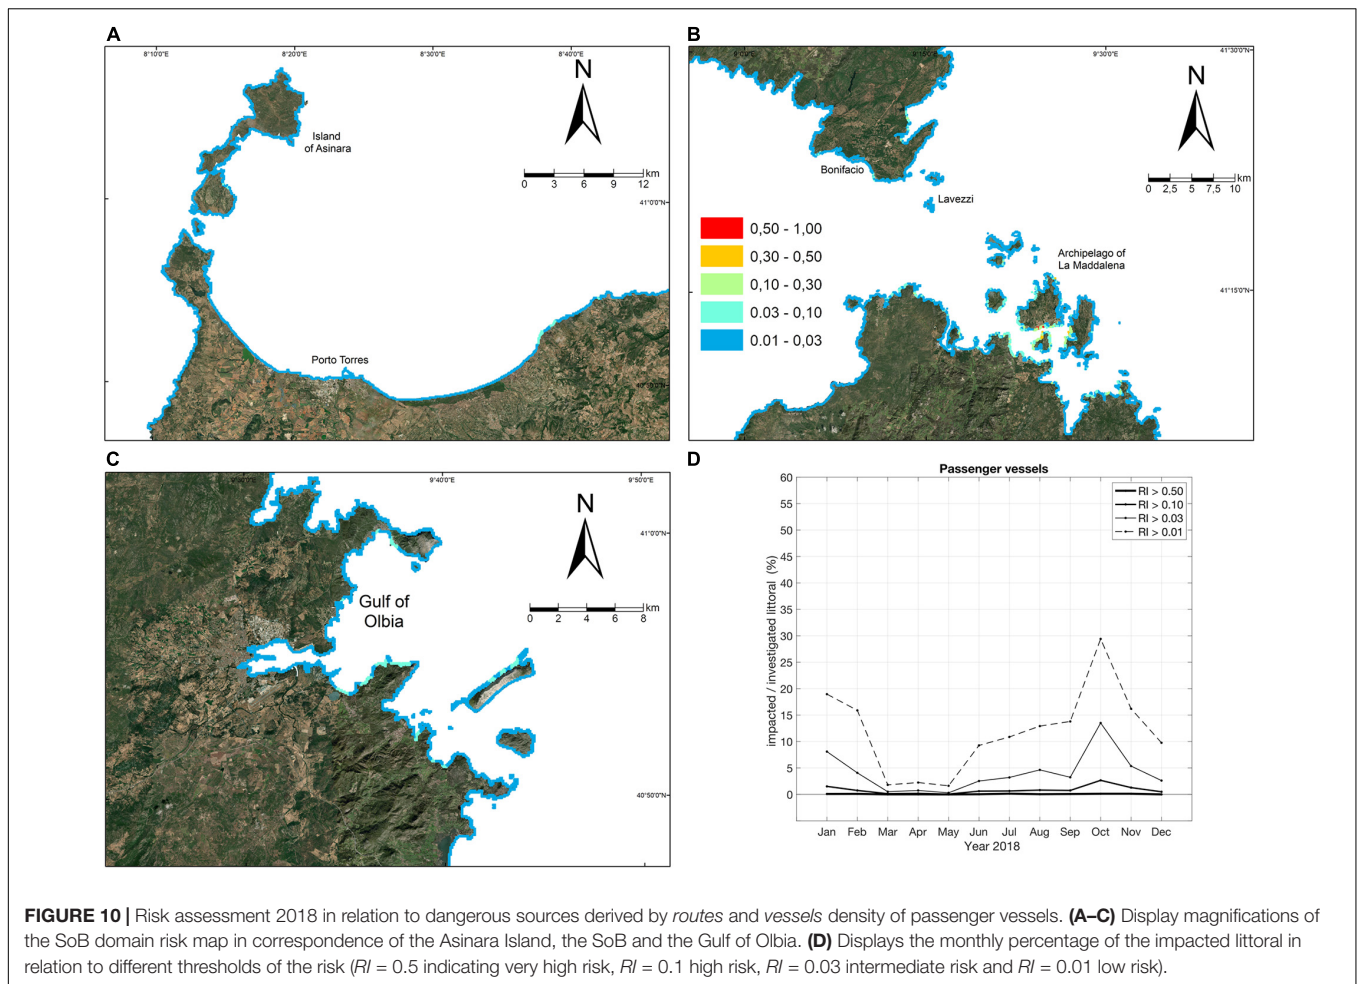 A
8°10'0"E 8°20'0"E 8°30'0"E 8°40'0"E
N
Island
of Asinara
km
0 3 6 9 12
41°0'0"N
Porto Torres
B
9°30'0"E
41°30'0"N
N
Bonifacio
km
0 2,5 5 7,5 10
Lavezzi
0,50 - 1,00
0,30 - 0,50
0,10 - 0,30
0.03 - 0,10
0.01 - 0,03
Archipelago of
La Maddalena
41°15'0"N
C
9°40'0"E 9°50'0"E
N
41°0'0"N
Gulf of
Olbia
km
0 2 4 6 8
40°50'0"N
D
Passenger vessels
60
55
50
45
40
35
30
25
20
15
10
5
0
impacted / investigated littoral (%)
RI > 0.50
RI > 0.10
RI > 0.03
RI > 0.01
Jan Feb Mar Apr May Jun Jul Aug Sep Oct Nov Dec
Year 2018
FIGURE 10 | Risk assessment 2018 in relation to dangerous sources derived by routes and vessels density of passenger vessels. (A–C) Display magnifications of
the SoB domain risk map in correspondence of the Asinara Island, the SoB and the Gulf of Olbia. (D) Displays the monthly percentage of the impacted littoral in
relation to different thresholds of the risk (RI = 0.5 indicating very high risk, RI = 0.1 high risk, RI = 0.03 intermediate risk and RI = 0.01 low risk).